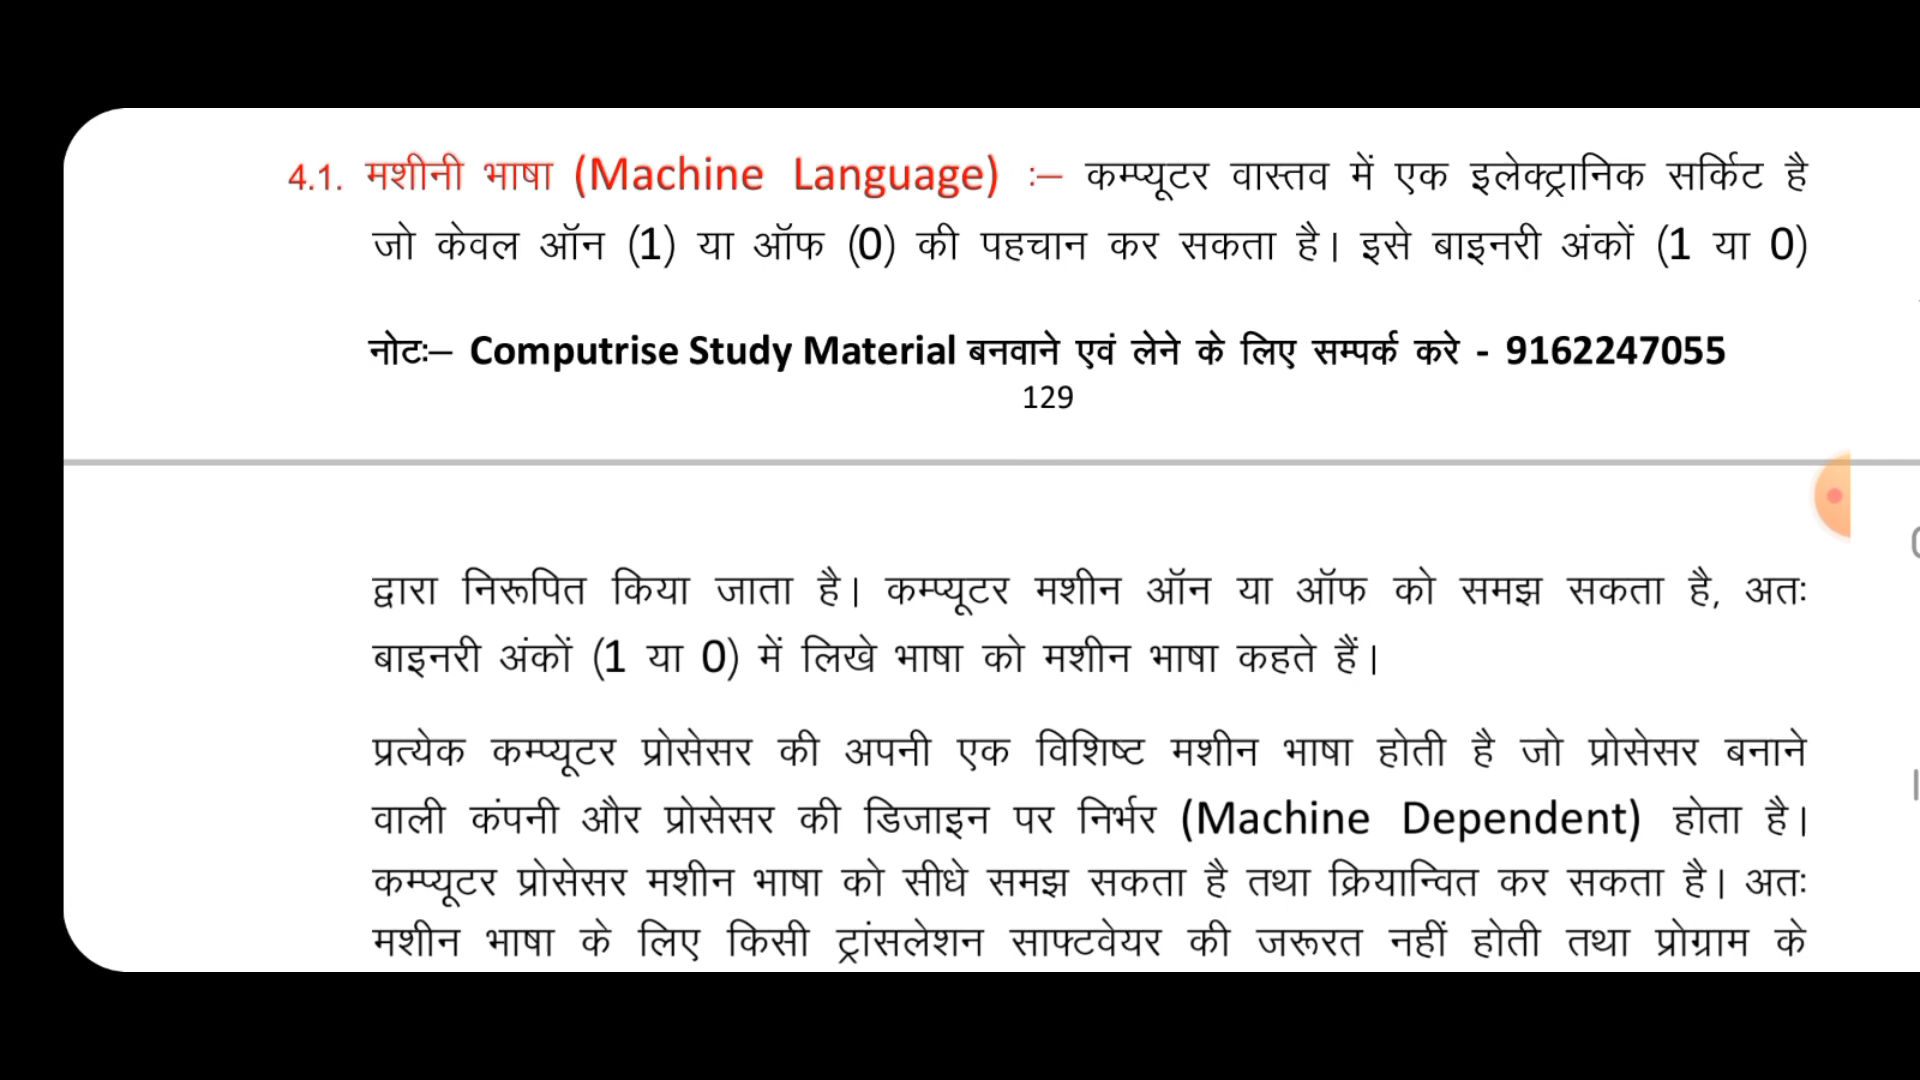 4.1. मशीनी भाषा (Machine Language) :– कम्प्यूटर वास्तव में एक इलेक्ट्रानिक सर्किट है
जो केवल ऑन (1) या ऑफ (0) की पहचान कर सकता है। इसे बाइनरी अंकों (1 या 0)
नोटः– Computrise Study Material बनवाने एवं लेने के लिए सम्पर्क करे - 9162247055
129
द्वारा निरूपित किया जाता है। कम्प्यूटर मशीन ऑन या ऑफ को समझ सकता है, अतः
बाइनरी अंकों (1 या 0) में लिखे भाषा को मशीन भाषा कहते हैं।
प्रत्येक कम्प्यूटर प्रोसेसर की अपनी एक विशिष्ट मशीन भाषा होती है जो प्रोसेसर बनाने
वाली कंपनी और प्रोसेसर की डिजाइन पर निर्भर (Machine Dependent) होता है।
कम्प्यूटर प्रोसेसर मशीन भाषा को सीधे समझ सकता है तथा क्रियान्वित कर सकता है। अतः
मशीन भाषा के लिए किसी ट्रांसलेशन साफ्टवेयर की जरूरत नहीं होती तथा प्रोग्राम के